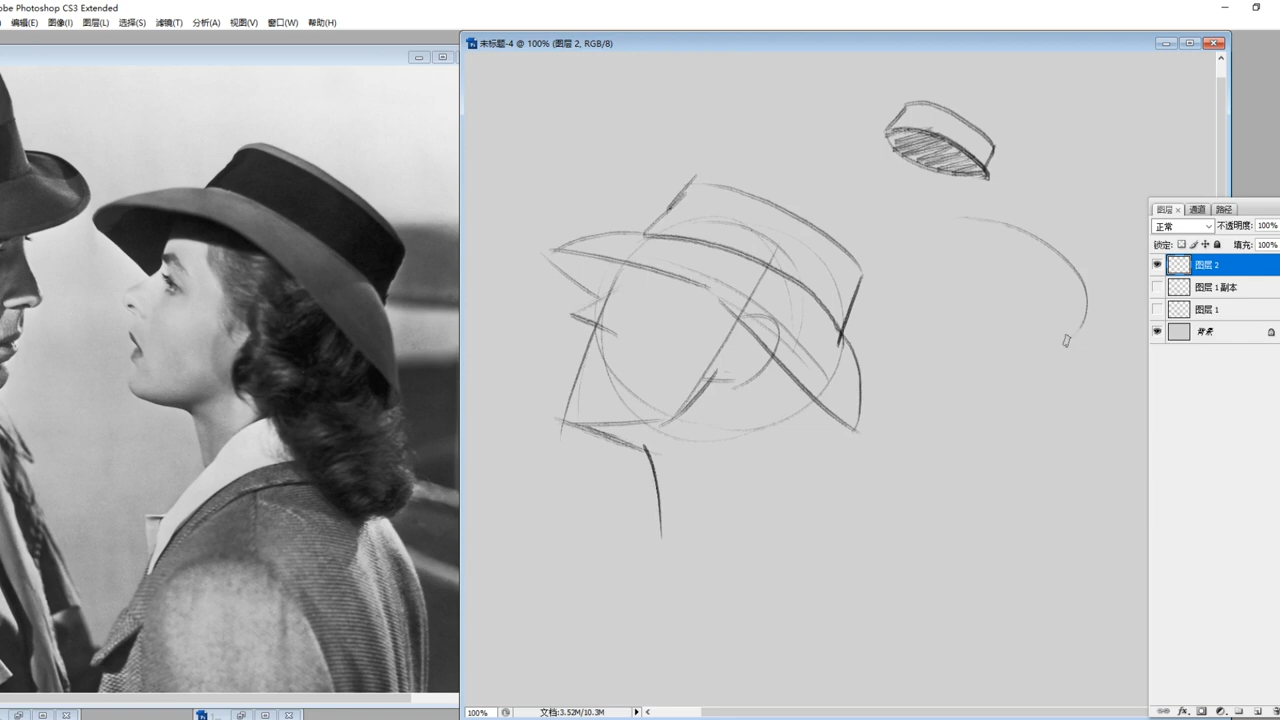 obe Photoshop CS3 Extended
编辑(E) 图像(I) 图层(L) 选择(S) 滤镜(T) 分析(A) 视图(V) 窗口(W) 帮助(H)
未标题-4 @ 100% (图层 2, RGB/8)
图层 × 通道 路径
正常 不透明度: 100%
锁定: 填充: 100%
图层 2
图层 1 副本
图层 1
背景
100% 文档:3.52M/10.3M